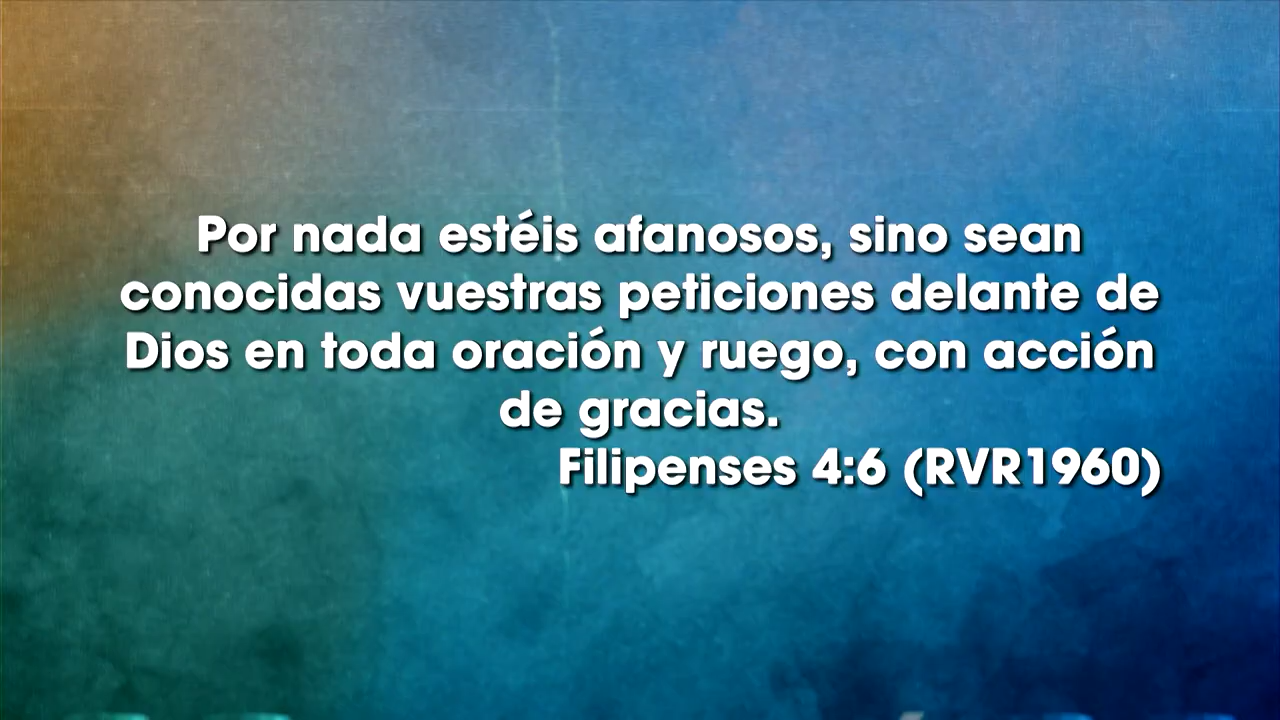 Por nada estéis afanosos, sino sean
conocidas vuestras peticiones delante de
Dios en toda oración y ruego, con acción
de gracias.
Filipenses 4:6 (RVR1960)